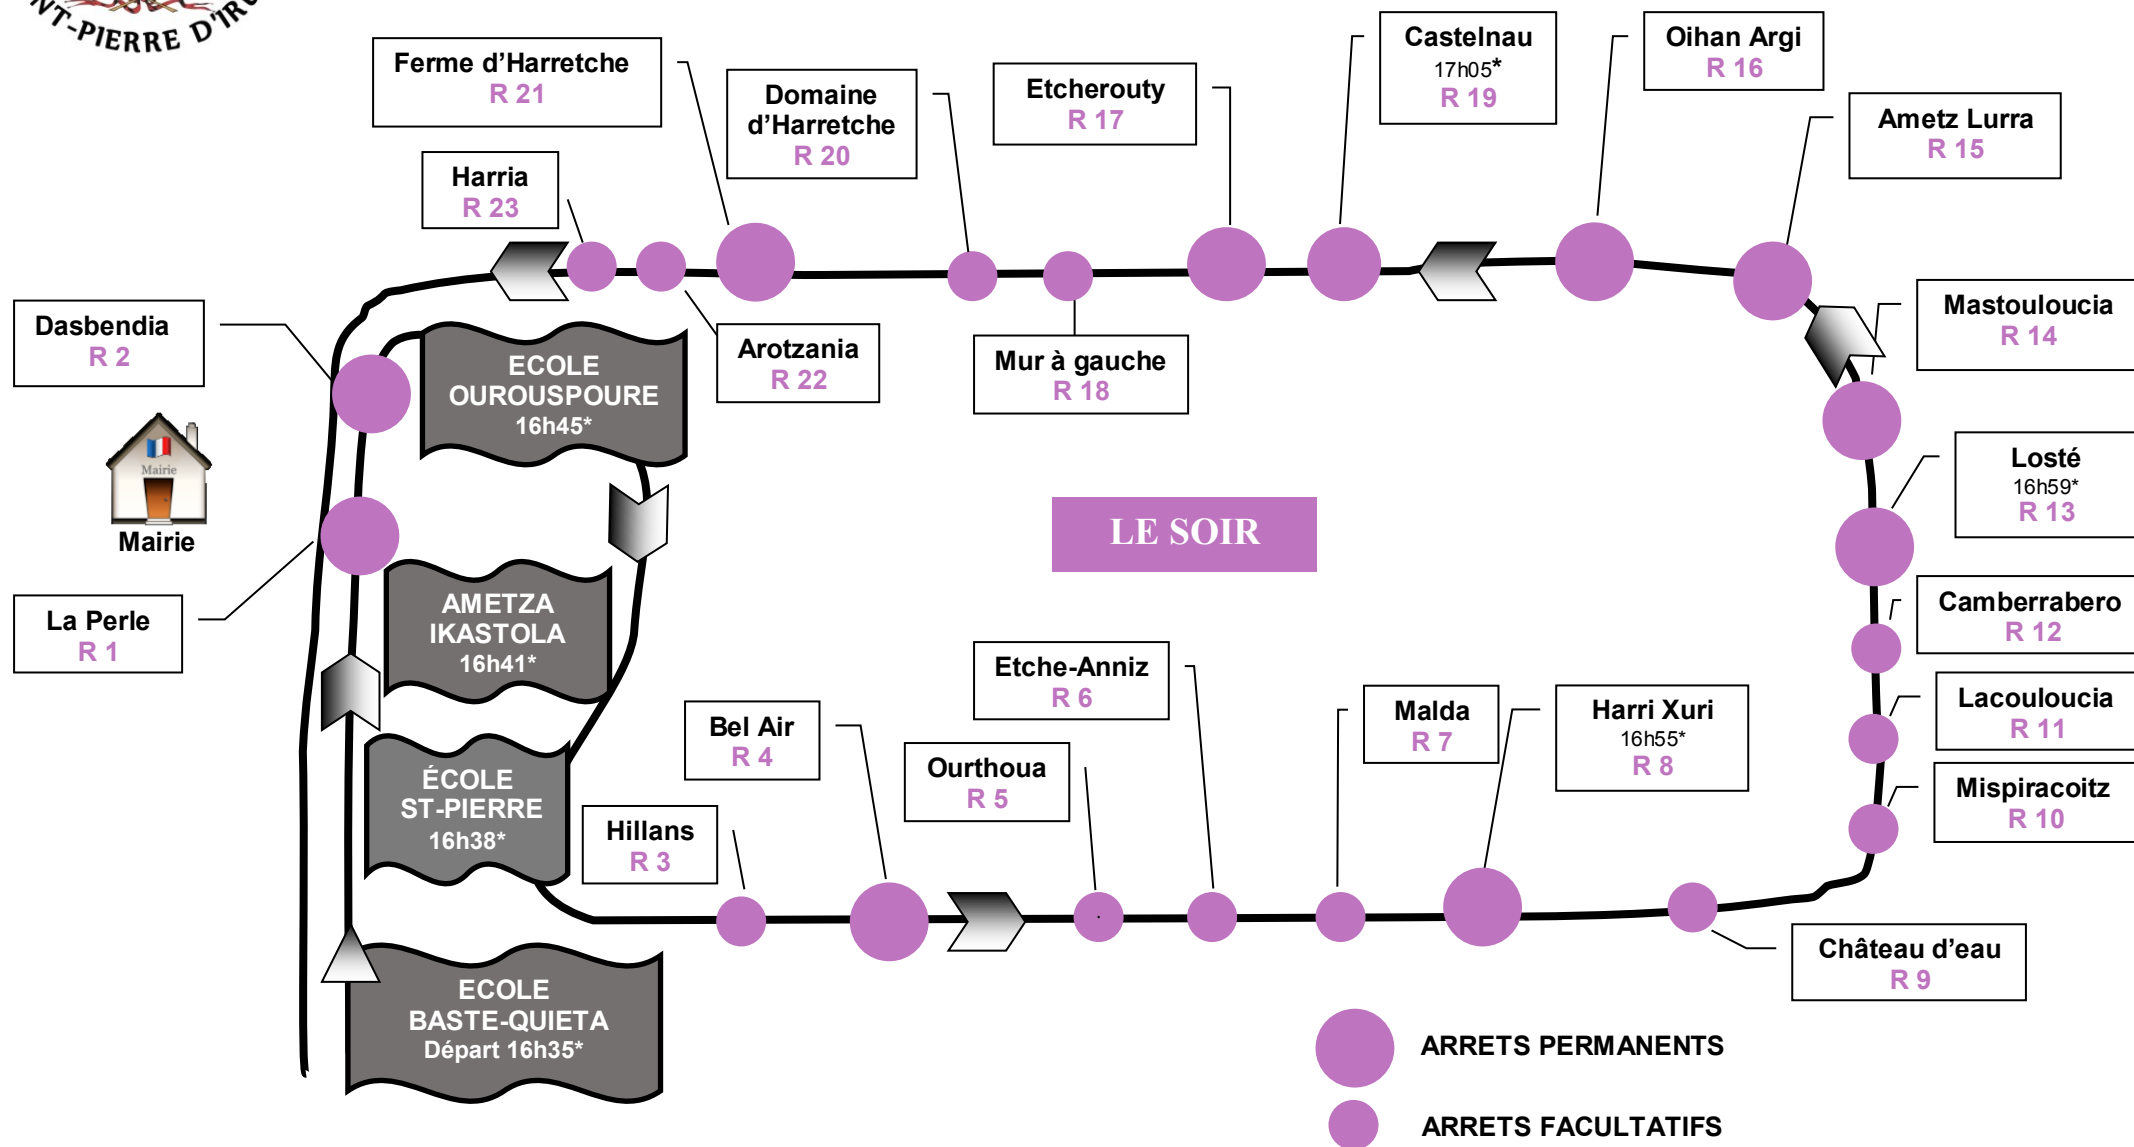 NT-PIERRE D'IRU
Ferme d'Harretche
R 21
Domaine
d'Harretche
R 20
Etcherouty
R 17
Castelnau
17h05*
R 19
Oihan Argi
R 16
Ametz Lurra
R 15
Harria
R 23
Dasbendia
R 2
ECOLE
OUROUSPOURE
16h45*
Arotzania
R 22
Mur à gauche
R 18
Mastouloucia
R 14
Mairie
Mairie
Losté
16h59*
R 13
LE SOIR
La Perle
R 1
AMETZA
IKASTOLA
16h41*
Camberrabero
R 12
Etche-Anniz
R 6
Lacouloucia
R 11
Bel Air
R 4
Malda
R 7
Harri Xuri
16h55*
R 8
Ourthoua
R 5
ÉCOLE
ST-PIERRE
16h38*
Mispiracoitz
R 10
Hillans
R 3
Château d'eau
R 9
ECOLE
BASTE-QUIETA
Départ 16h35*
ARRETS PERMANENTS
ARRETS FACULTATIFS